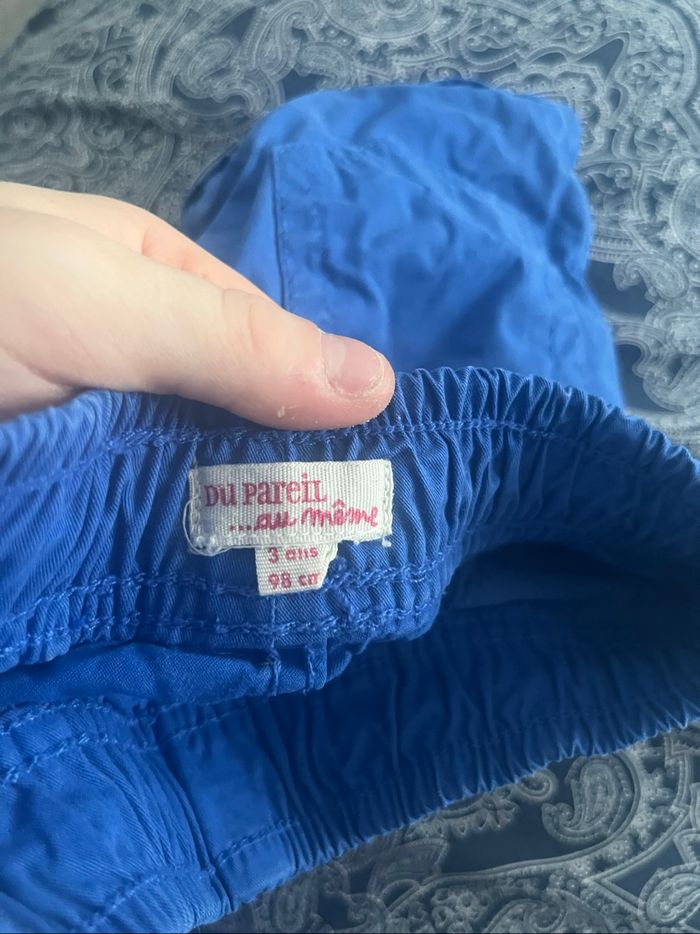 DU PAREIL
...au même
3 ans
98 cm